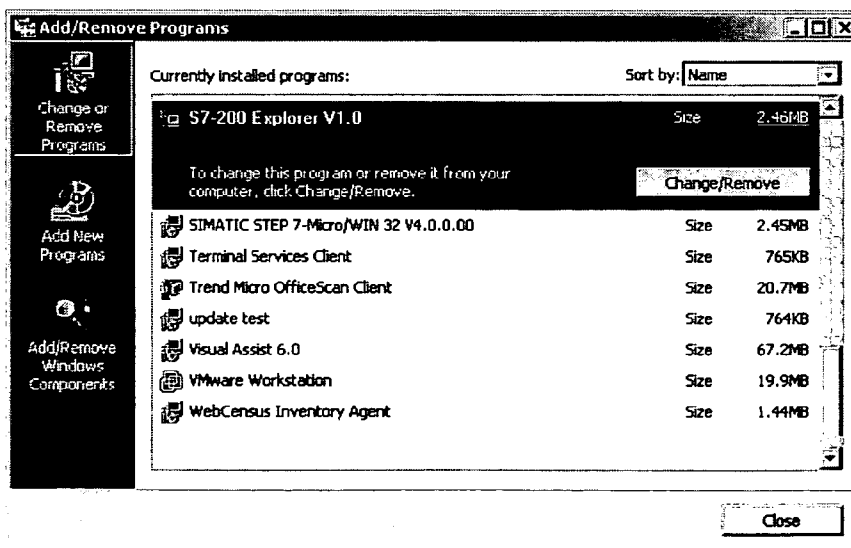 Add/Remove Programs
Change or
Remove
Programs
Add New
Programs
Add/Remove
Windows
Components
Currently installed programs:
Sort by: Name
S7-200 Explorer V1.0 Size 2.46MB
To change this program or remove it from your
computer, click Change/Remove.
Change/Remove
SIMATIC STEP 7-Micro/WIN 32 V4.0.0.00 Size 2.45MB
Terminal Services Client Size 765KB
Trend Micro OfficeScan Client Size 20.7MB
update test Size 764KB
Visual Assist 6.0 Size 67.2MB
VMware Workstation Size 19.9MB
WebCensus Inventory Agent Size 1.44MB
Close